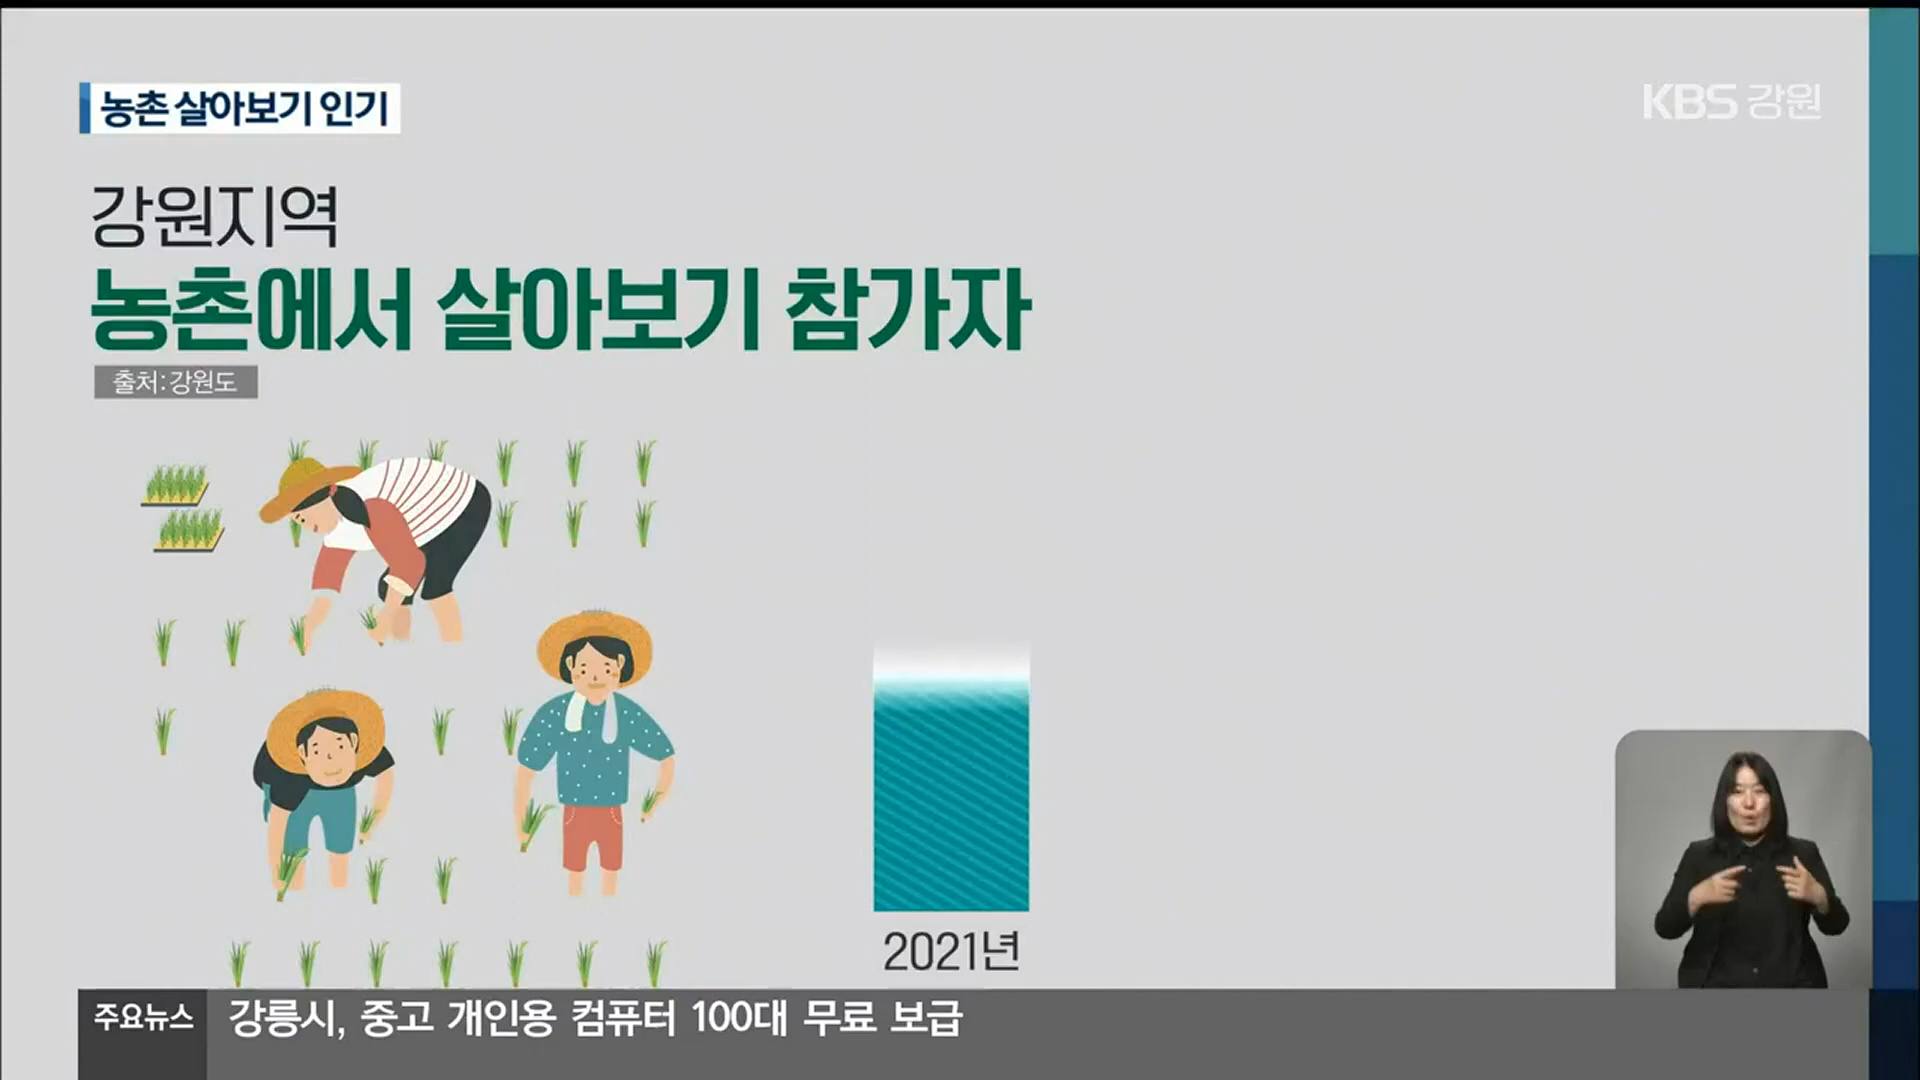 농촌 살아보기 인기
KBS 강원
강원지역
농촌에서 살아보기 참가자
출처:강원도
2021년
주요뉴스
강릉시, 중고 개인용 컴퓨터 100대 무료 보급